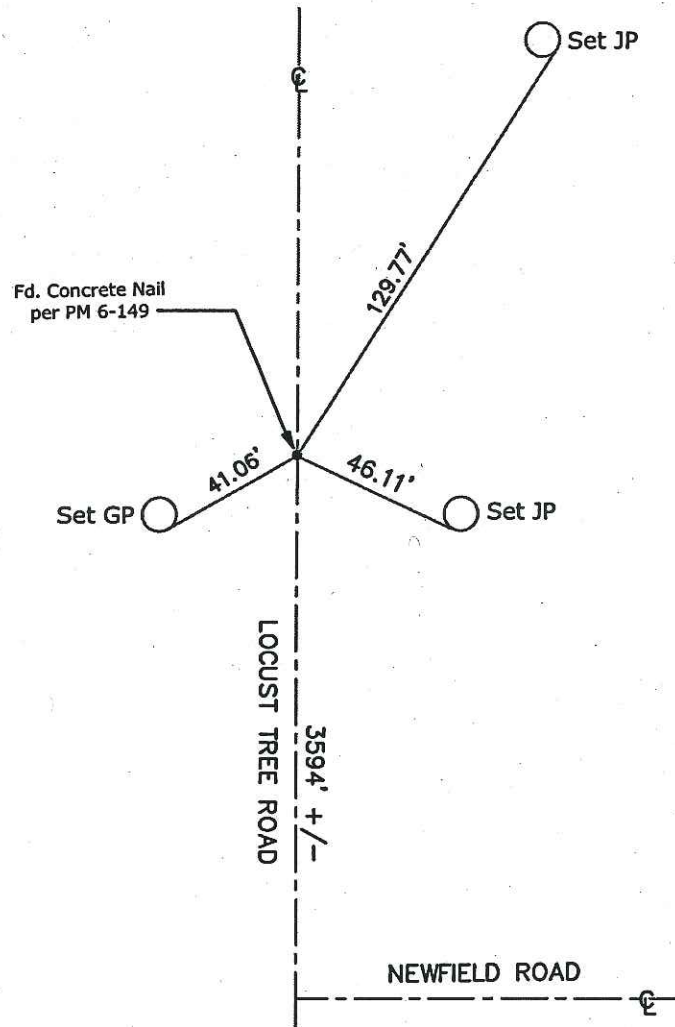 Set JP
℄
129.77'
Fd. Concrete Nail
per PM 6-149
41.06'
46.11'
Set GP
Set JP
LOCUST TREE ROAD
3594' +/-
NEWFIELD ROAD
℄